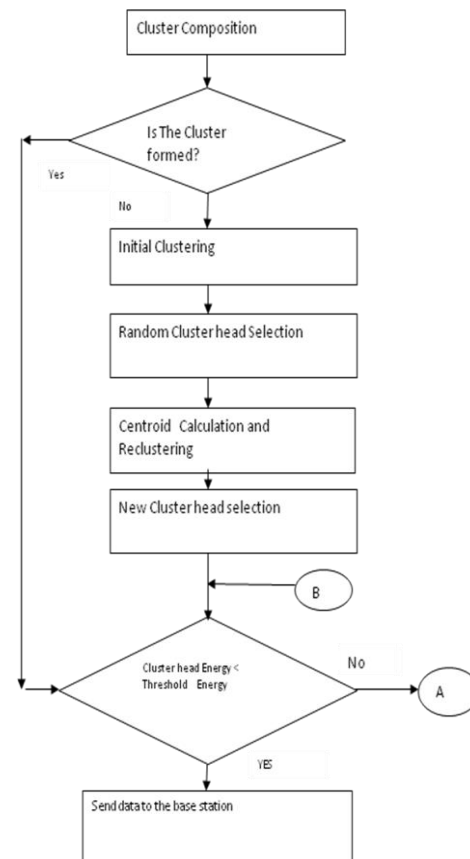 Cluster Composition
Is The Cluster
formed?
Yes
No
Initial Clustering
Random Cluster head Selection
Centroid Calculation and
Reclustering
New Cluster head selection
B
Cluster head Energy <
Threshold Energy
No
A
YES
Send data to the base station